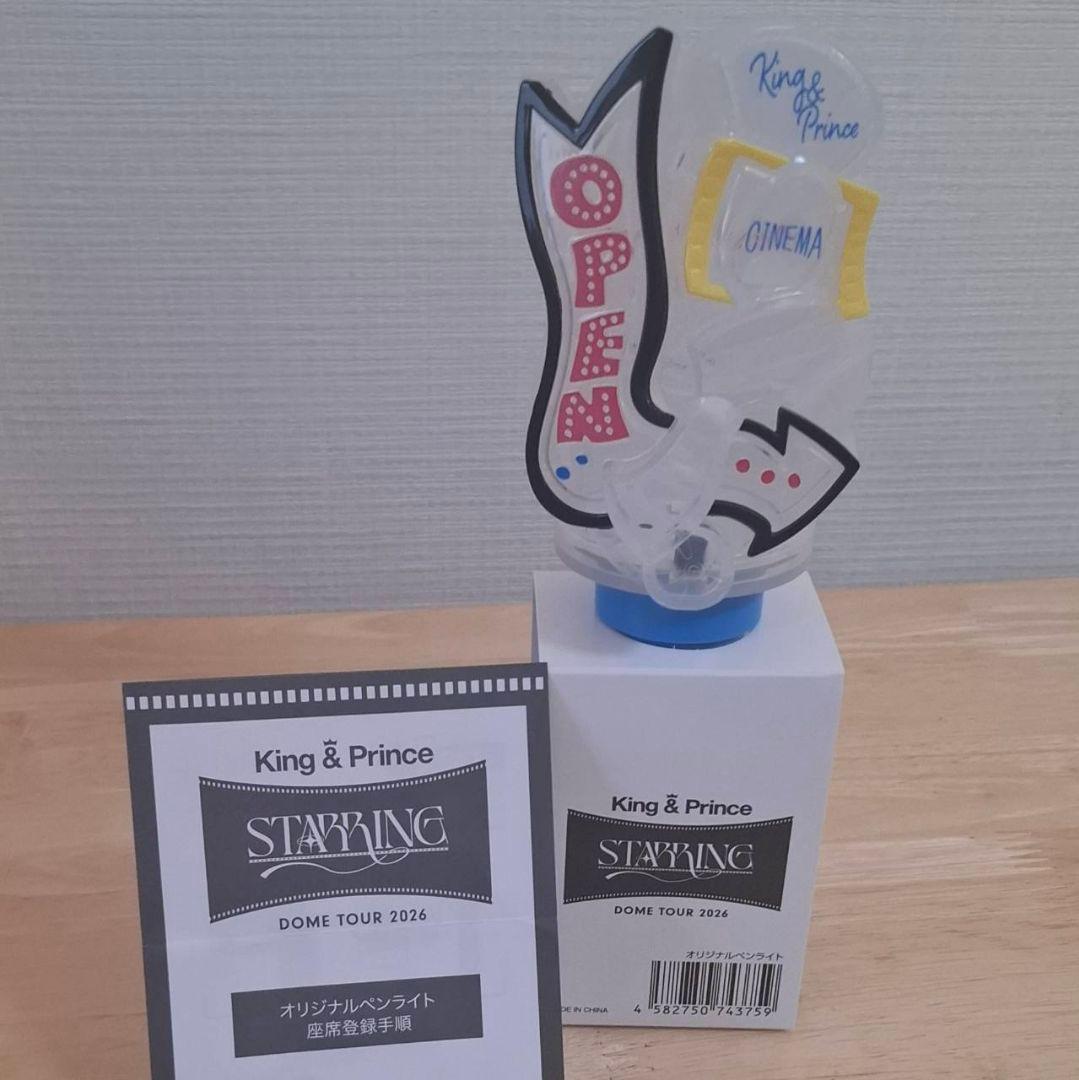 King & Prince
CINEMA
OPEN
King & Prince
STARRING
DOME TOUR 2026
オリジナルペンライト
座席登録手順
King & Prince
STARRING
DOME TOUR 2026
オリジナルペンライト
DE IN CHINA
4 582750 743759